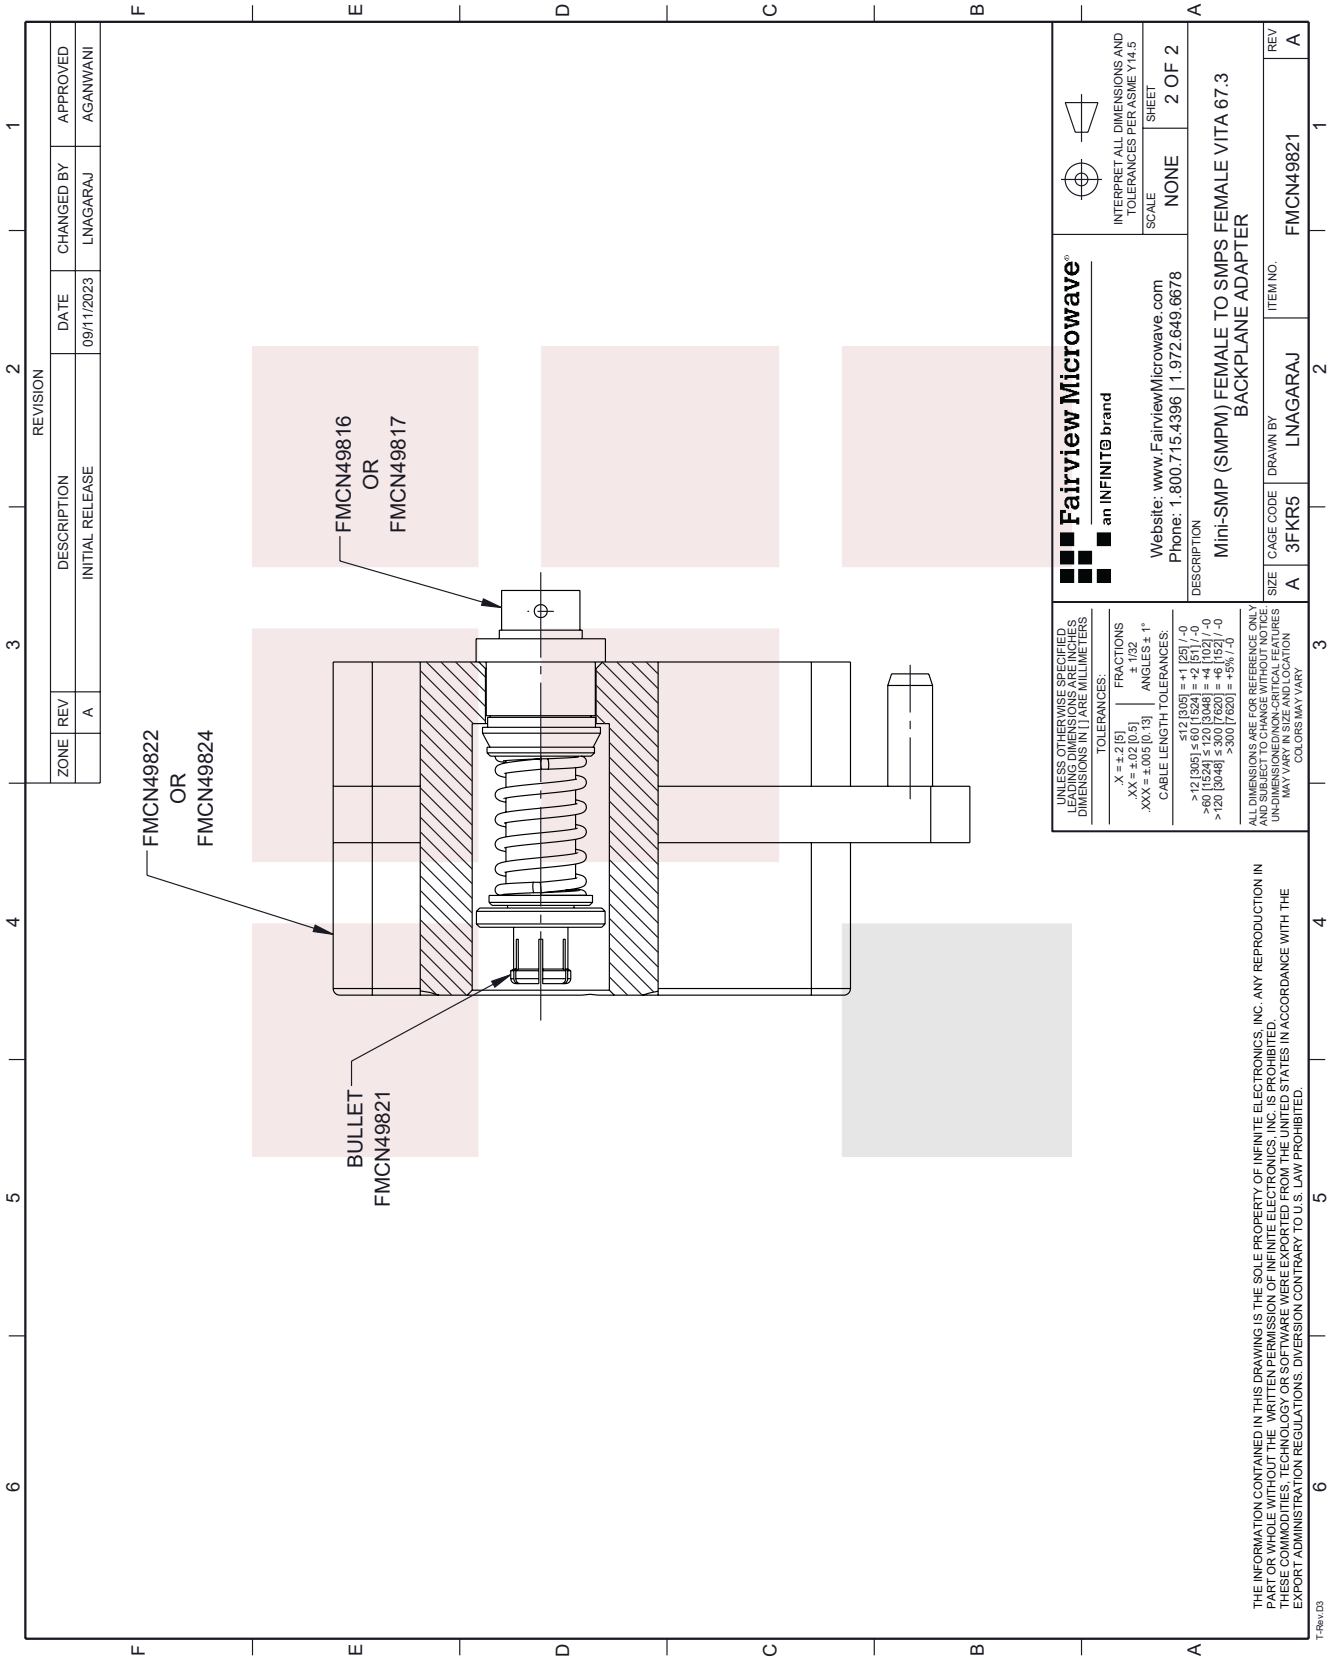 6
5
4
3
2
1
F
E
D
C
B
A
REVISION
ZONE REV DESCRIPTION DATE CHANGED BY APPROVED
A INITIAL RELEASE 09/11/2023 LNAGARAJ AGANWANI
FMCN49822
OR
FMCN49824
FMCN49816
OR
FMCN49817
BULLET
FMCN49821
UNLESS OTHERWISE SPECIFIED
LEADING DIMENSIONS ARE INCHES
DIMENSIONS IN [ ] ARE MILLIMETERS
TOLERANCES:
.X = ±.2 [5]
.XX = ±.02 [0.5]
.XXX = ±.005 [0.13]
FRACTIONS
± 1/32
ANGLES ± 1°
CABLE LENGTH TOLERANCES:
≤12 [305] = +1 [25] / -0
>12 [305] ≤ 60 [1524] = +2 [51] / -0
>60 [1524] ≤ 120 [3048] = +4 [102] / -0
>120 [3048] ≤ 300 [7620] = +6 [152] / -0
>300 [7620] = +5% / -0
ALL DIMENSIONS ARE FOR REFERENCE ONLY
AND SUBJECT TO CHANGE WITHOUT NOTICE.
UN-DIMENSIONED/NON-CRITICAL FEATURES
MAY VARY IN SIZE AND LOCATION
COLORS MAY VARY
Fairview Microwave®
an INFINIT@ brand
Website: www.FairviewMicrowave.com
Phone: 1.800.715.4396 | 1.972.649.6678
INTERPRET ALL DIMENSIONS AND
TOLERANCES PER ASME Y14.5
SCALE
NONE
SHEET
2 OF 2
DESCRIPTION
Mini-SMP (SMPM) FEMALE TO SMPS FEMALE VITA 67.3
BACKPLANE ADAPTER
SIZE
A
CAGE CODE
3FKR5
DRAWN BY
LNAGARAJ
ITEM NO.
FMCN49821
REV
A
THE INFORMATION CONTAINED IN THIS DRAWING IS THE SOLE PROPERTY OF INFINITE ELECTRONICS, INC. ANY REPRODUCTION IN
PART OR WHOLE WITHOUT THE WRITTEN PERMISSION OF INFINITE ELECTRONICS, INC. IS PROHIBITED.
THESE COMMODITIES, TECHNOLOGY OR SOFTWARE WERE EXPORTED FROM THE UNITED STATES IN ACCORDANCE WITH THE
EXPORT ADMINISTRATION REGULATIONS. DIVERSION CONTRARY TO U.S. LAW PROHIBITED.
T-Rev.D3
F
E
D
C
B
A
6
5
4
3
2
1